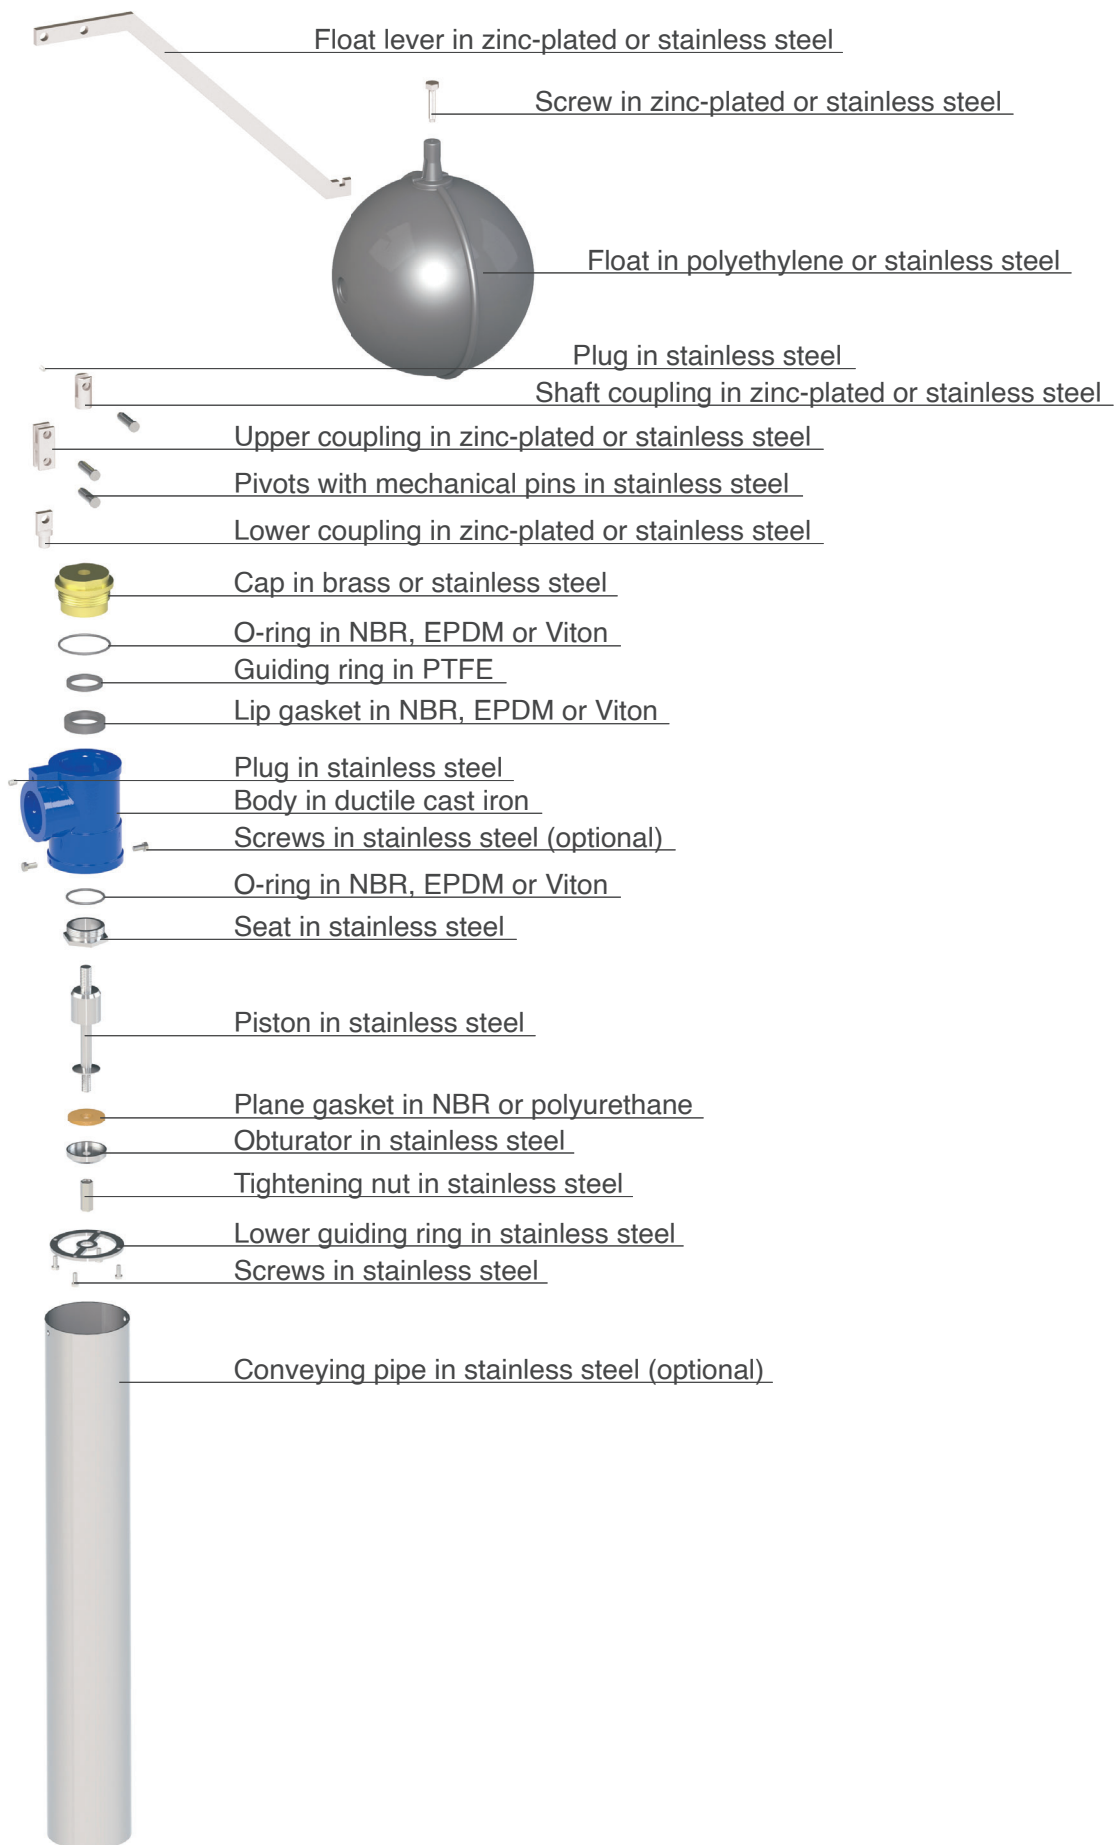 Float lever in zinc-plated or stainless steel
Screw in zinc-plated or stainless steel
Float in polyethylene or stainless steel
Plug in stainless steel
Shaft coupling in zinc-plated or stainless steel
Upper coupling in zinc-plated or stainless steel
Pivots with mechanical pins in stainless steel
Lower coupling in zinc-plated or stainless steel
Cap in brass or stainless steel
O-ring in NBR, EPDM or Viton
Guiding ring in PTFE
Lip gasket in NBR, EPDM or Viton
Plug in stainless steel
Body in ductile cast iron
Screws in stainless steel (optional)
O-ring in NBR, EPDM or Viton
Seat in stainless steel
Piston in stainless steel
Plane gasket in NBR or polyurethane
Obturator in stainless steel
Tightening nut in stainless steel
Lower guiding ring in stainless steel
Screws in stainless steel
Conveying pipe in stainless steel (optional)